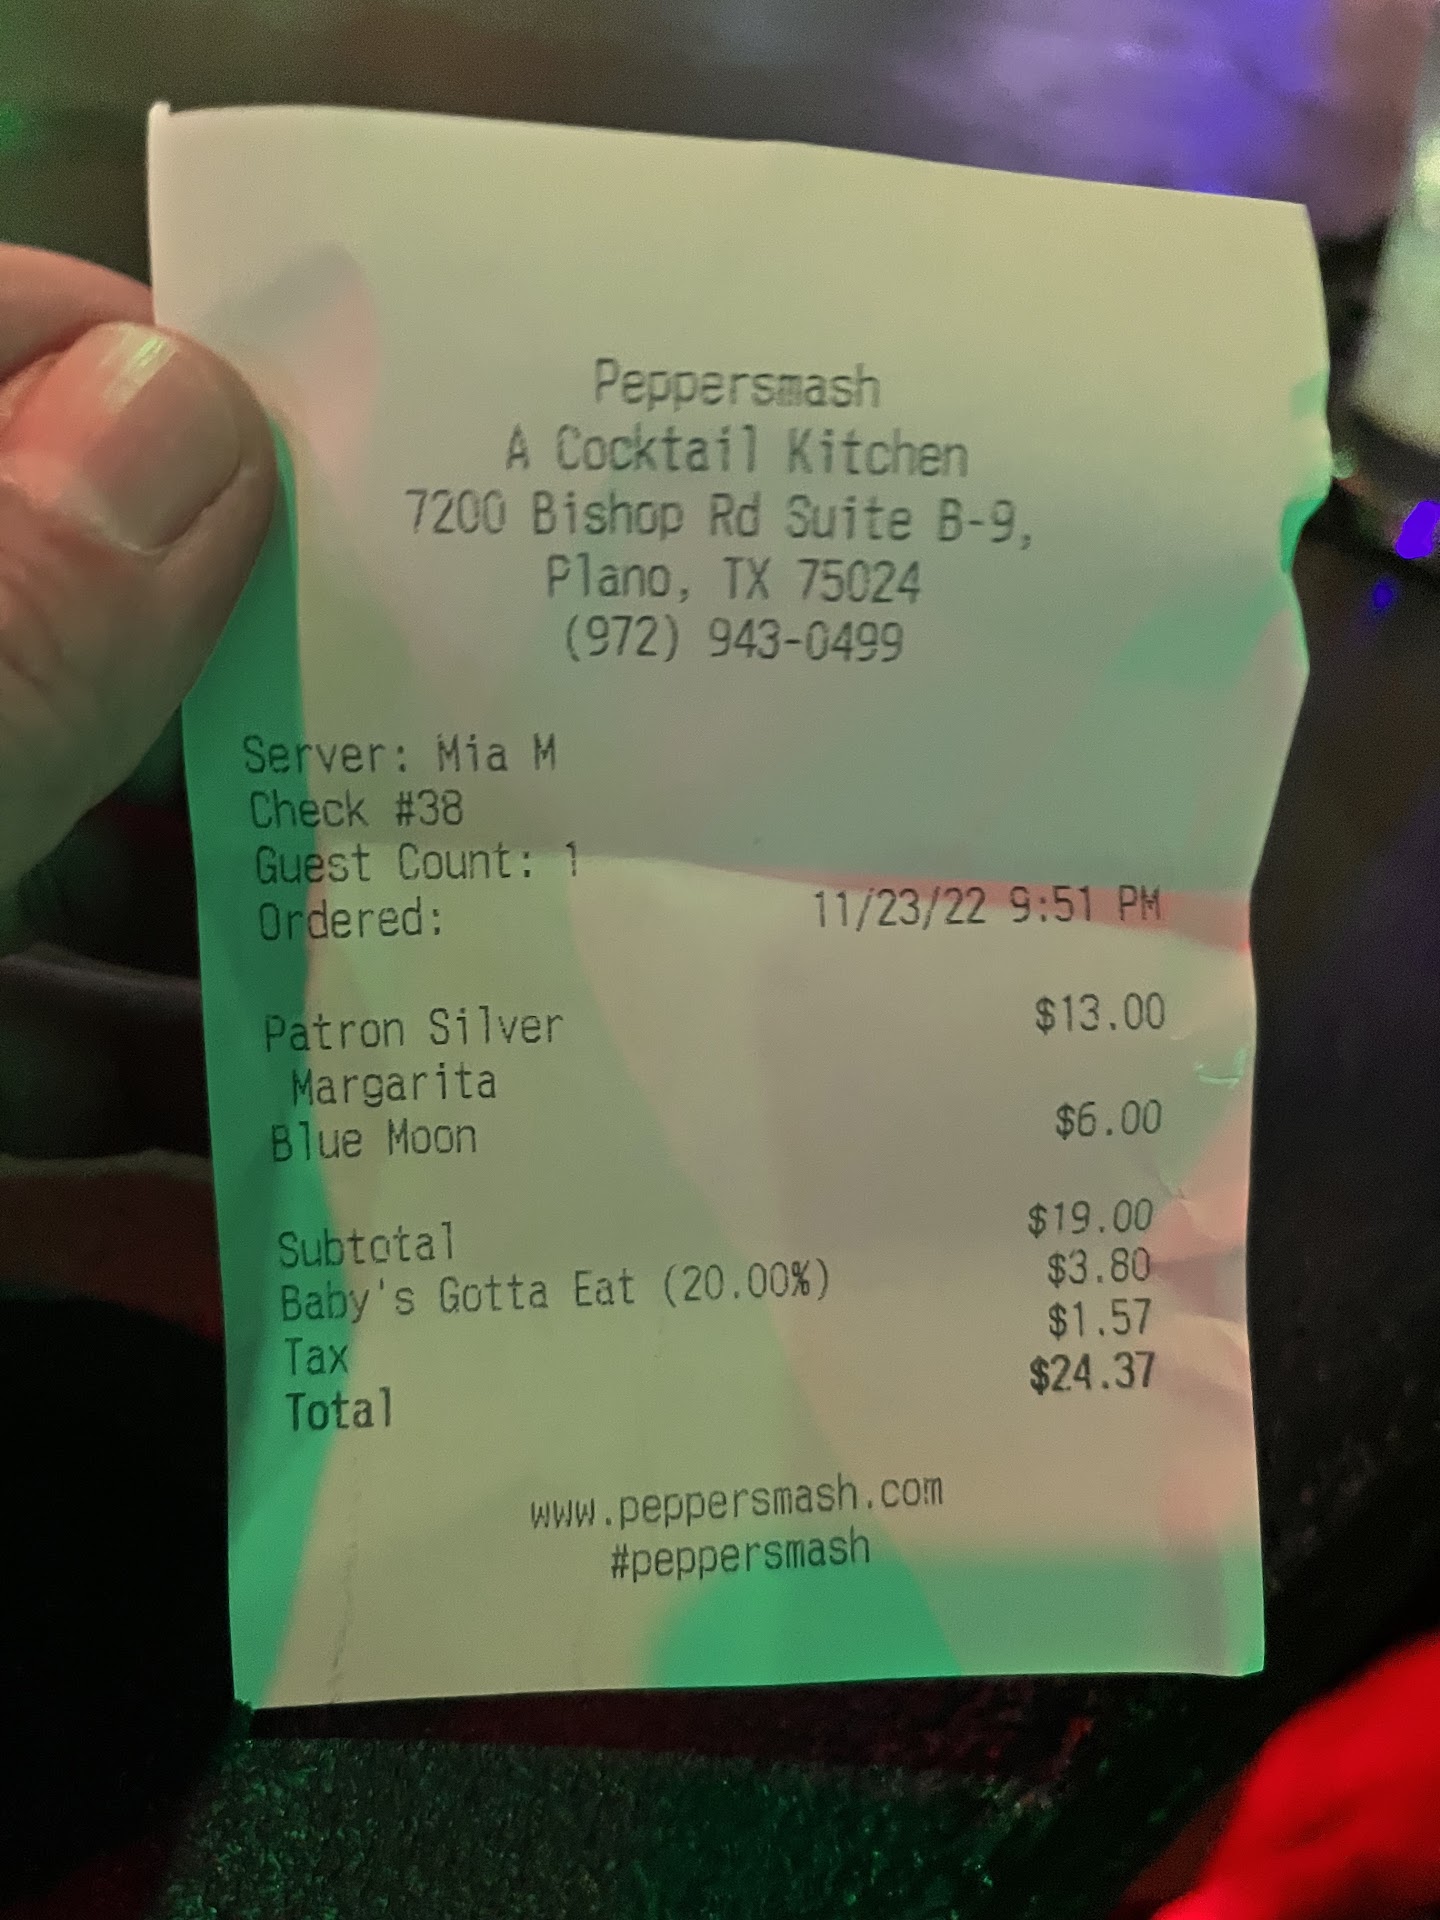 Peppersmash
A Cocktail Kitchen
7200 Bishop Rd Suite B-9,
Plano, TX 75024
(972) 943-0499
Server: Mia M
Check #38
Guest Count: 1
Ordered: 11/23/22 9:51 PM
Patron Silver $13.00
Margarita
Blue Moon $6.00
Subtotal $19.00
Baby's Gotta Eat (20.00%) $3.80
Tax $1.57
Total $24.37
www.peppersmash.com
#peppersmash